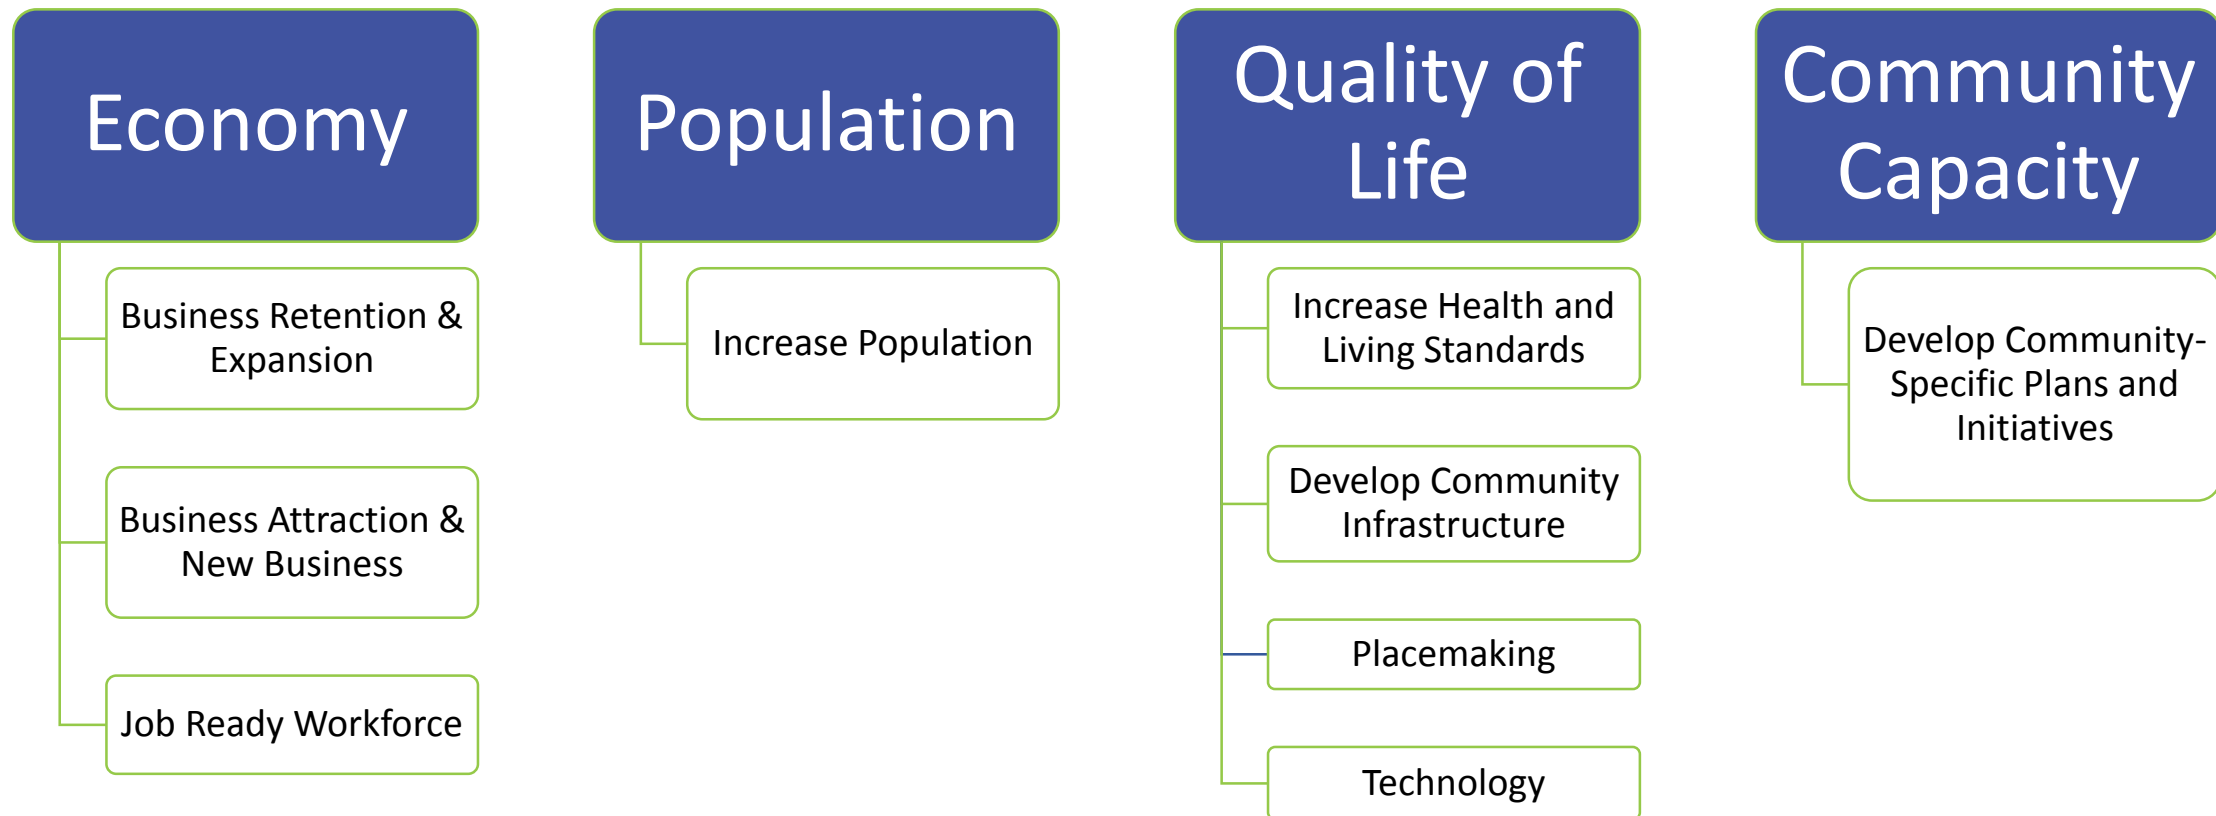 Economy
Business Retention &
Expansion
Business Attraction &
New Business
Job Ready Workforce
Population
Increase Population
Quality of
Life
Increase Health and
Living Standards
Develop Community
Infrastructure
Placemaking
Technology
Community
Capacity
Develop Community-
Specific Plans and
Initiatives